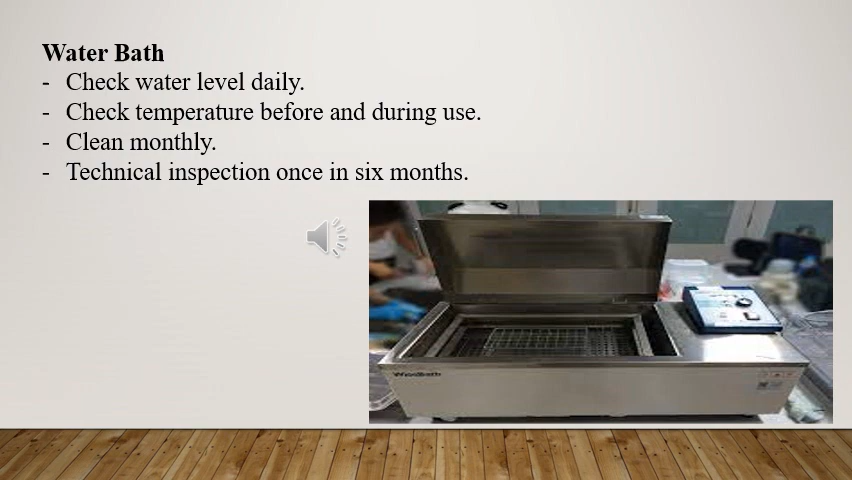 Water Bath
- Check water level daily.
- Check temperature before and during use.
- Clean monthly.
- Technical inspection once in six months.